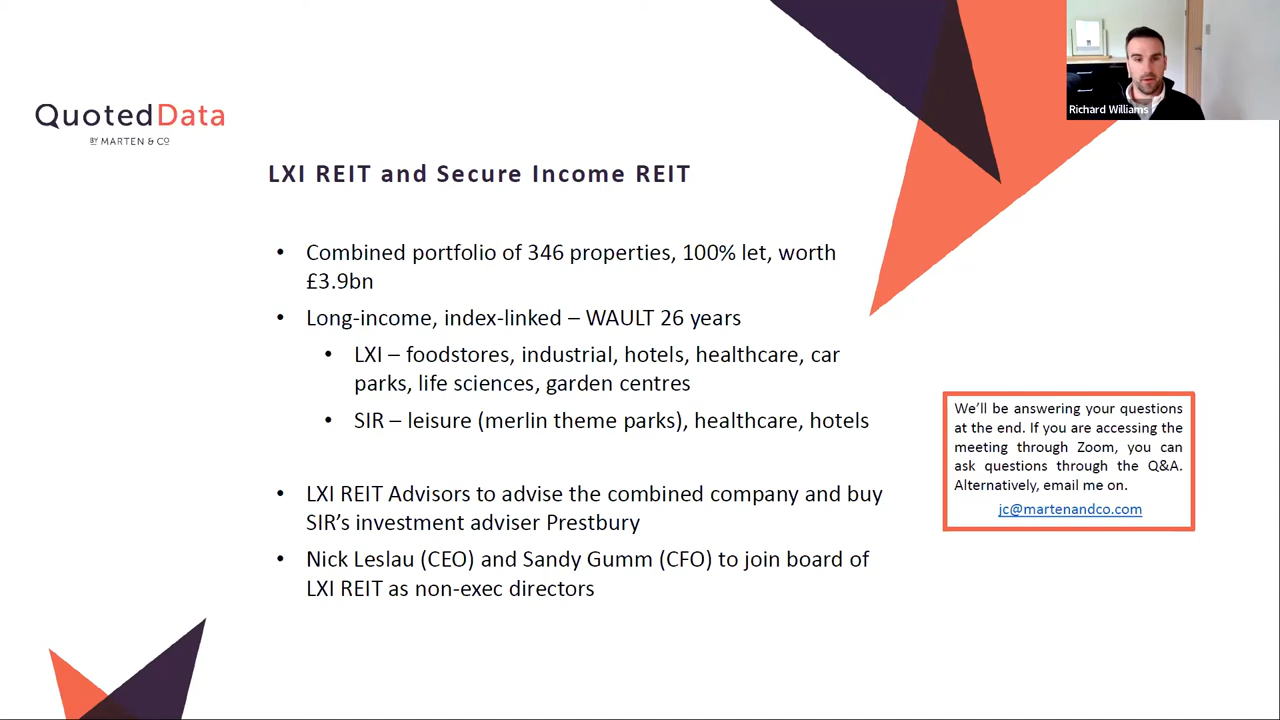 Richard Williams
QuotedData
BY MARTEN & CO
LXI REIT and Secure Income REIT
• Combined portfolio of 346 properties, 100% let, worth
£3.9bn
• Long-income, index-linked – WAULT 26 years
• LXI – foodstores, industrial, hotels, healthcare, car
parks, life sciences, garden centres
• SIR – leisure (merlin theme parks), healthcare, hotels
• LXI REIT Advisors to advise the combined company and buy
SIR’s investment adviser Prestbury
• Nick Leslau (CEO) and Sandy Gumm (CFO) to join board of
LXI REIT as non-exec directors
We’ll be answering your questions
at the end. If you are accessing the
meeting through Zoom, you can
ask questions through the Q&A.
Alternatively, email me on.
jc@martenandco.com